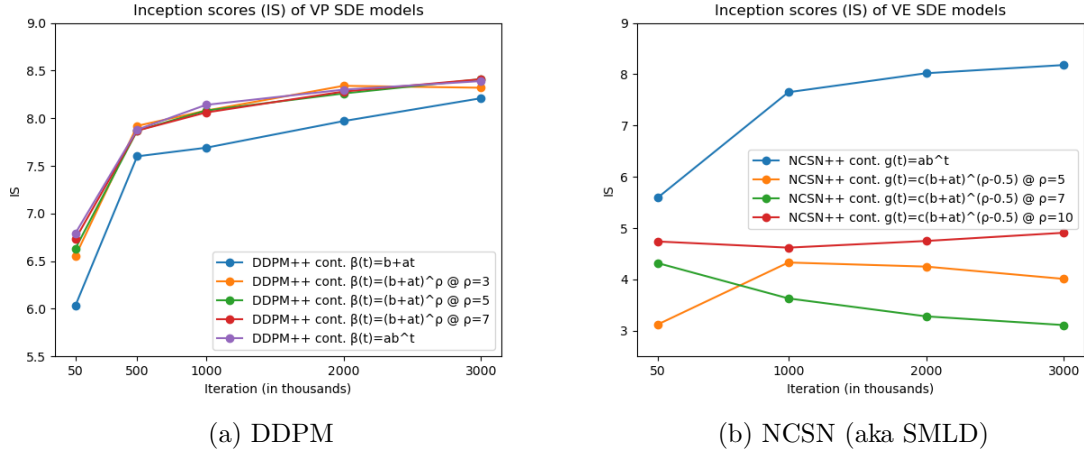 Inception scores (IS) of VP SDE models
9.0
8.5
8.0
7.5
7.0
6.5
6.0
5.5
IS
DDPM++ cont. β(t)=b+at
DDPM++ cont. β(t)=(b+at)^ρ @ ρ=3
DDPM++ cont. β(t)=(b+at)^ρ @ ρ=5
DDPM++ cont. β(t)=(b+at)^ρ @ ρ=7
DDPM++ cont. β(t)=ab^t
50 500 1000 2000 3000
Iteration (in thousands)
(a) DDPM
Inception scores (IS) of VE SDE models
9
8
7
6
5
4
3
IS
NCSN++ cont. g(t)=ab^t
NCSN++ cont. g(t)=c(b+at)^(ρ-0.5) @ ρ=5
NCSN++ cont. g(t)=c(b+at)^(ρ-0.5) @ ρ=7
NCSN++ cont. g(t)=c(b+at)^(ρ-0.5) @ ρ=10
50 1000 2000 3000
Iteration (in thousands)
(b) NCSN (aka SMLD)